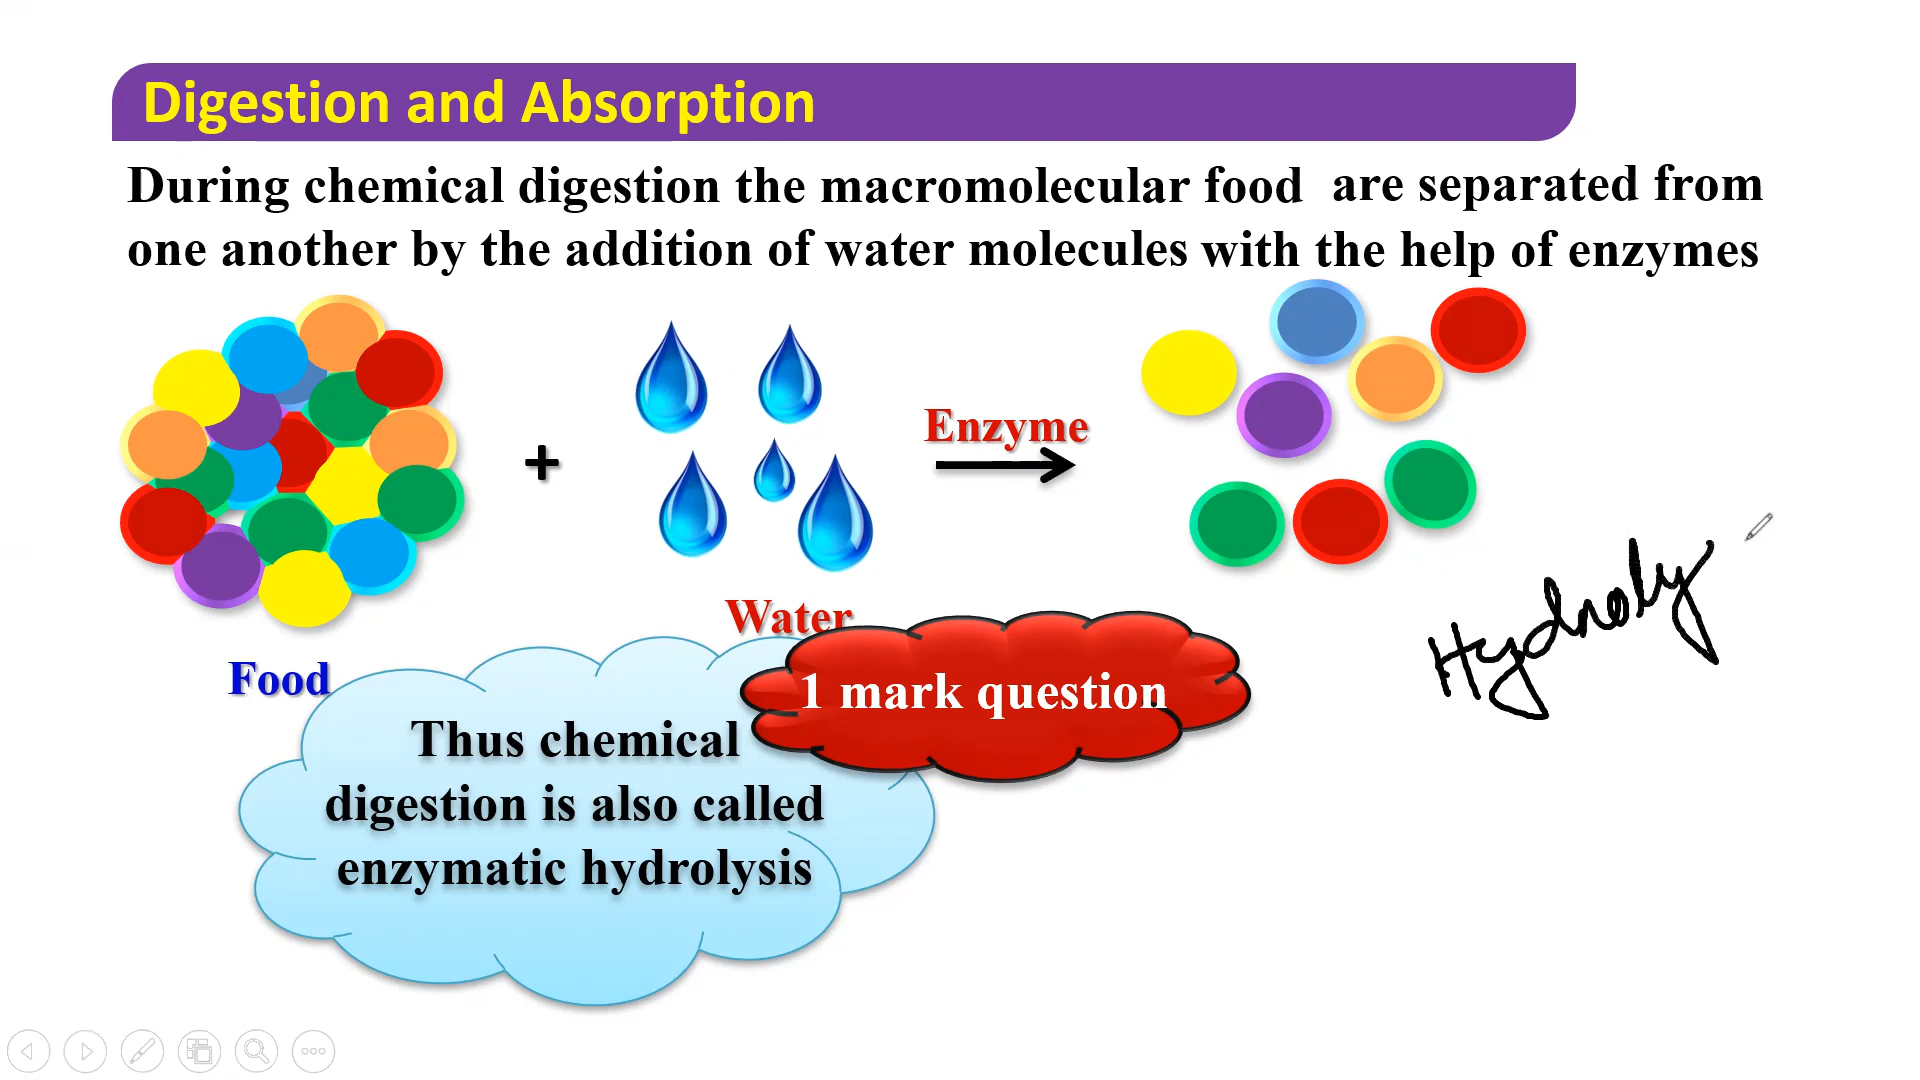 Digestion and Absorption
During chemical digestion the macromolecular food are separated from
one another by the addition of water molecules with the help of enzymes
Enzyme
+
Water
Food
1 mark question
Thus chemical
digestion is also called
enzymatic hydrolysis
Hydroly